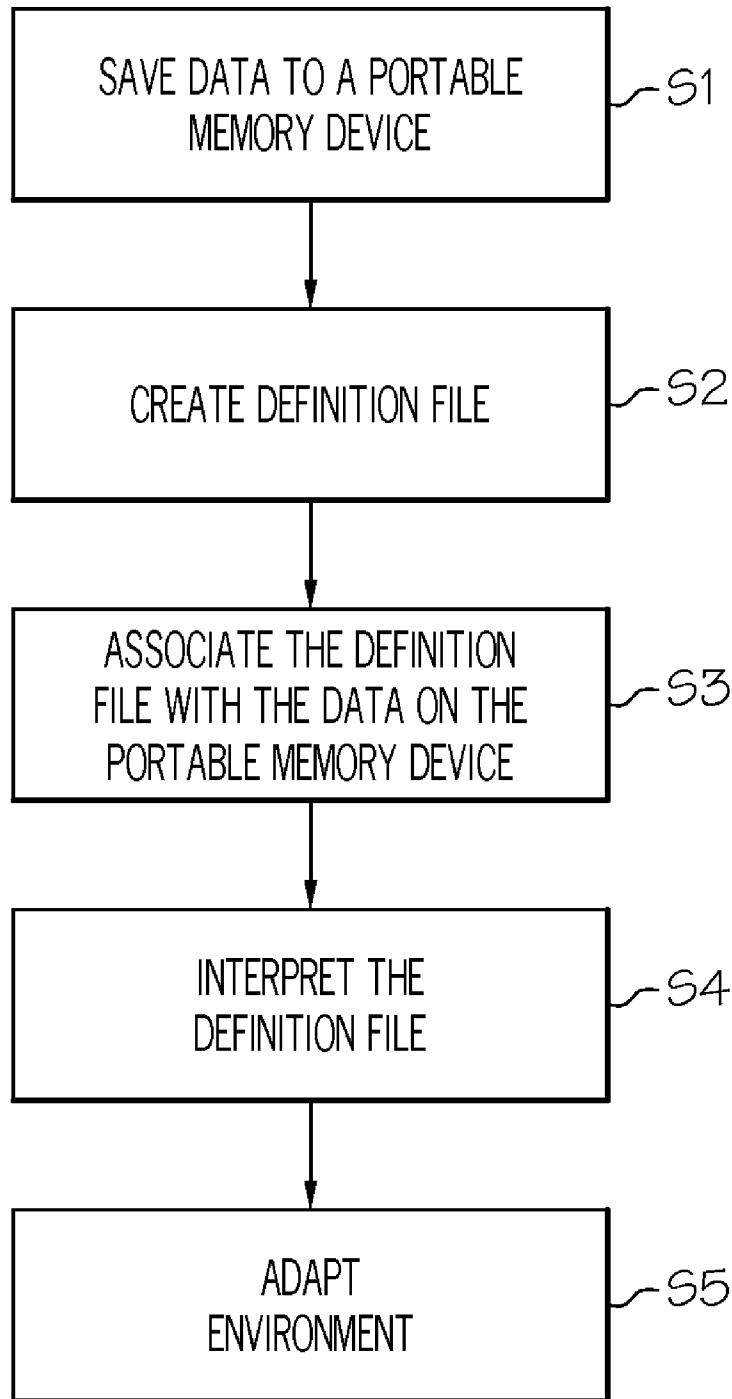 SAVE DATA TO A PORTABLE
MEMORY DEVICE
S1
CREATE DEFINITION FILE
S2
ASSOCIATE THE DEFINITION
FILE WITH THE DATA ON THE
PORTABLE MEMORY DEVICE
S3
INTERPRET THE
DEFINITION FILE
S4
ADAPT
ENVIRONMENT
S5